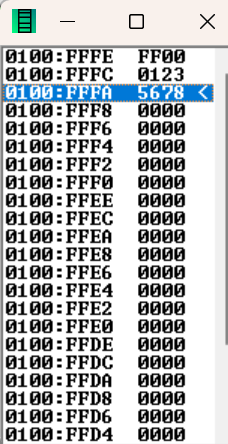 0100:FFFE FF00
0100:FFFC 0123
0100:FFFA 5678 <
0100:FFF8 0000
0100:FFF6 0000
0100:FFF4 0000
0100:FFF2 0000
0100:FFF0 0000
0100:FFEE 0000
0100:FFEC 0000
0100:FFEA 0000
0100:FFE8 0000
0100:FFE6 0000
0100:FFE4 0000
0100:FFE2 0000
0100:FFE0 0000
0100:FFDE 0000
0100:FFDC 0000
0100:FFDA 0000
0100:FFD8 0000
0100:FFD6 0000
0100:FFD4 0000